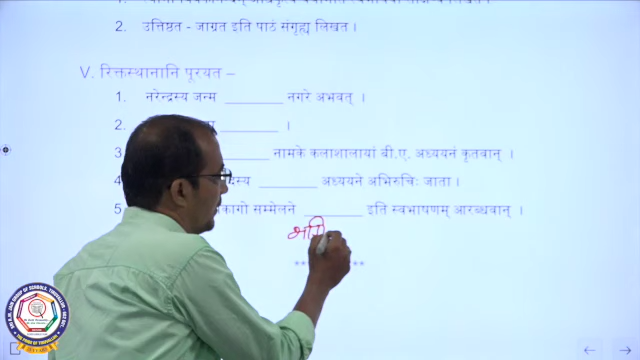 2. उत्तिष्ठत - जाग्रत इति पाठं संगृह्य लिखत ।
V. रिक्तस्थानानि पूरयत –
1. नरेन्द्रस्य जन्म ________ नगरे अभवत् ।
2. ________ ।
3 ________ नामके कलाशालायां बी.ए. अध्ययनं कृतवान् ।
4 ________ अध्ययने अभिरुचिः जाता ।
5 सम्मेलने ________ इति स्वभाषणम् आरब्धवान् ।